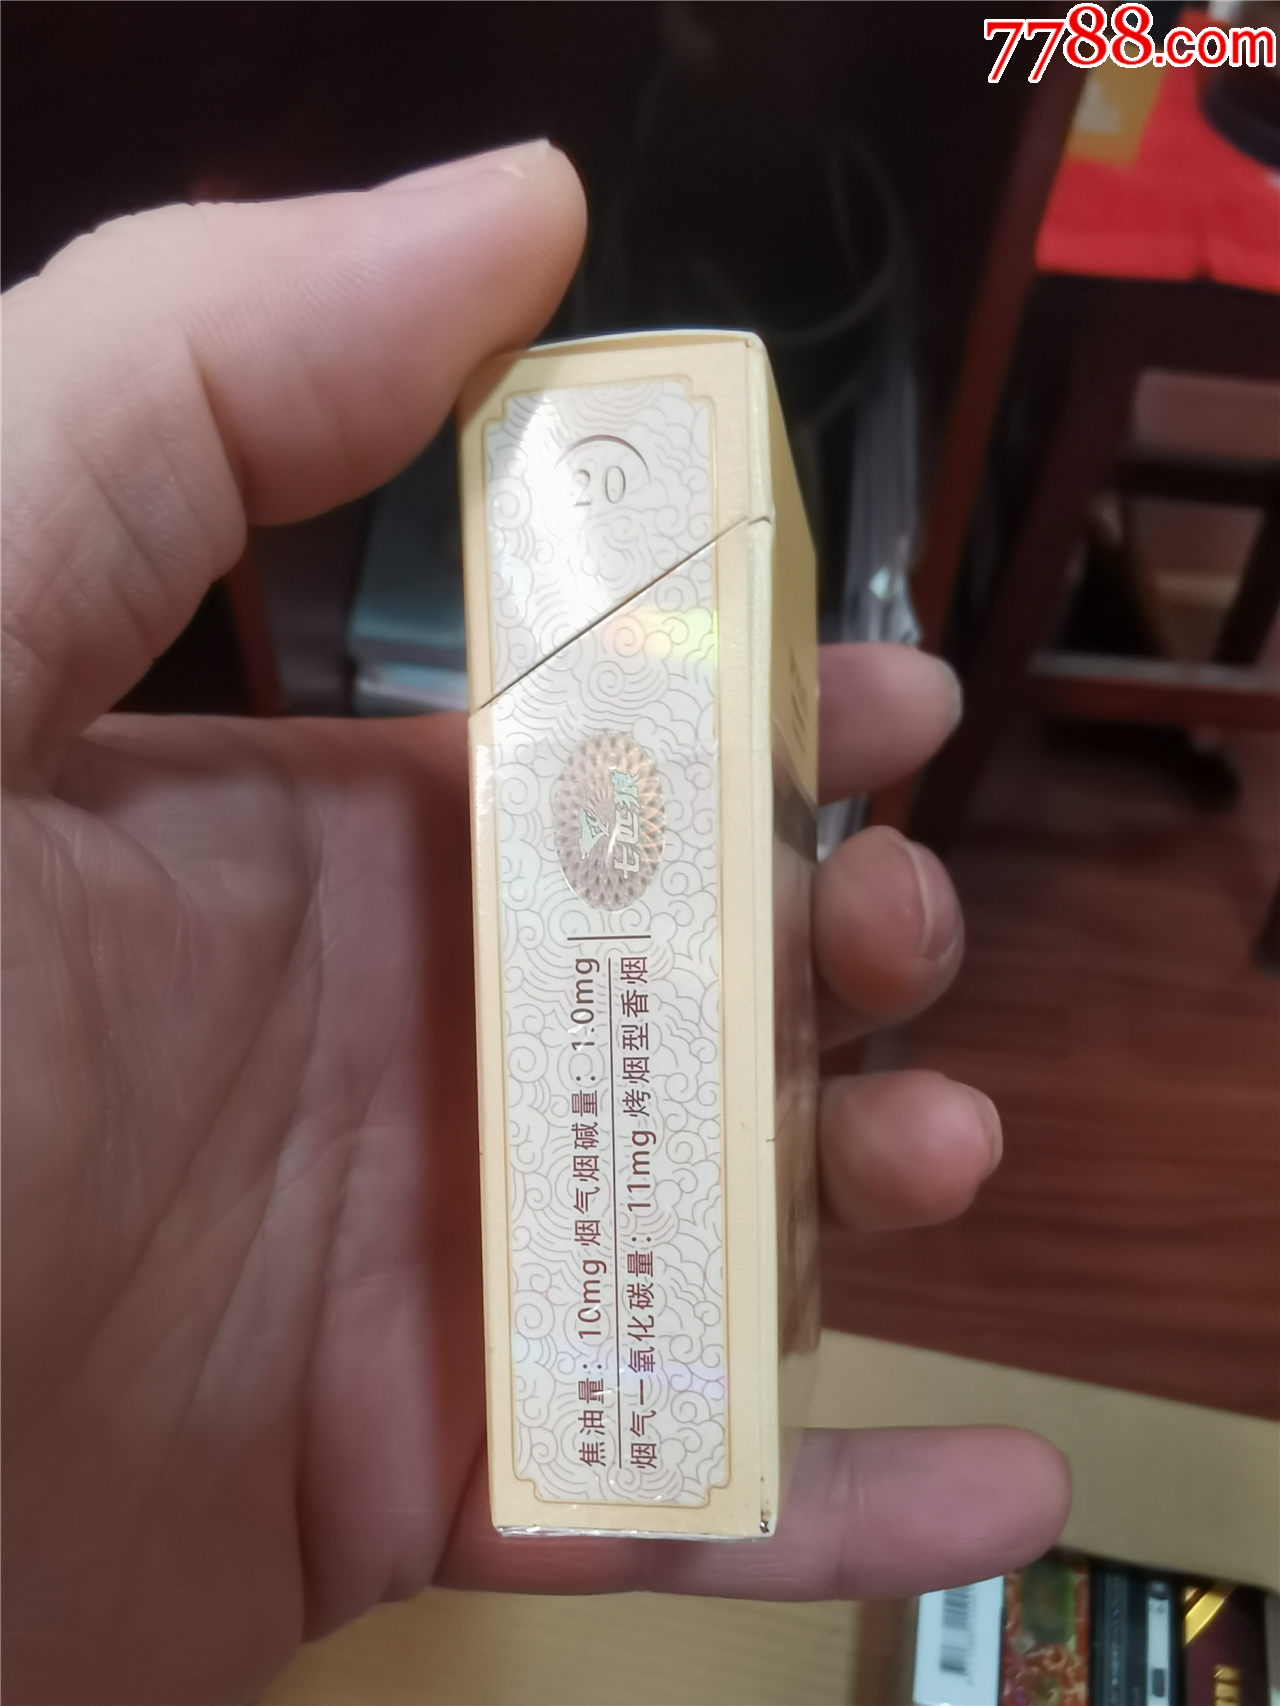 7788.com
20
七匹狼
焦油量：10mg 烟气烟碱量：1.0mg
烟气一氧化碳量：11mg 烤烟型香烟